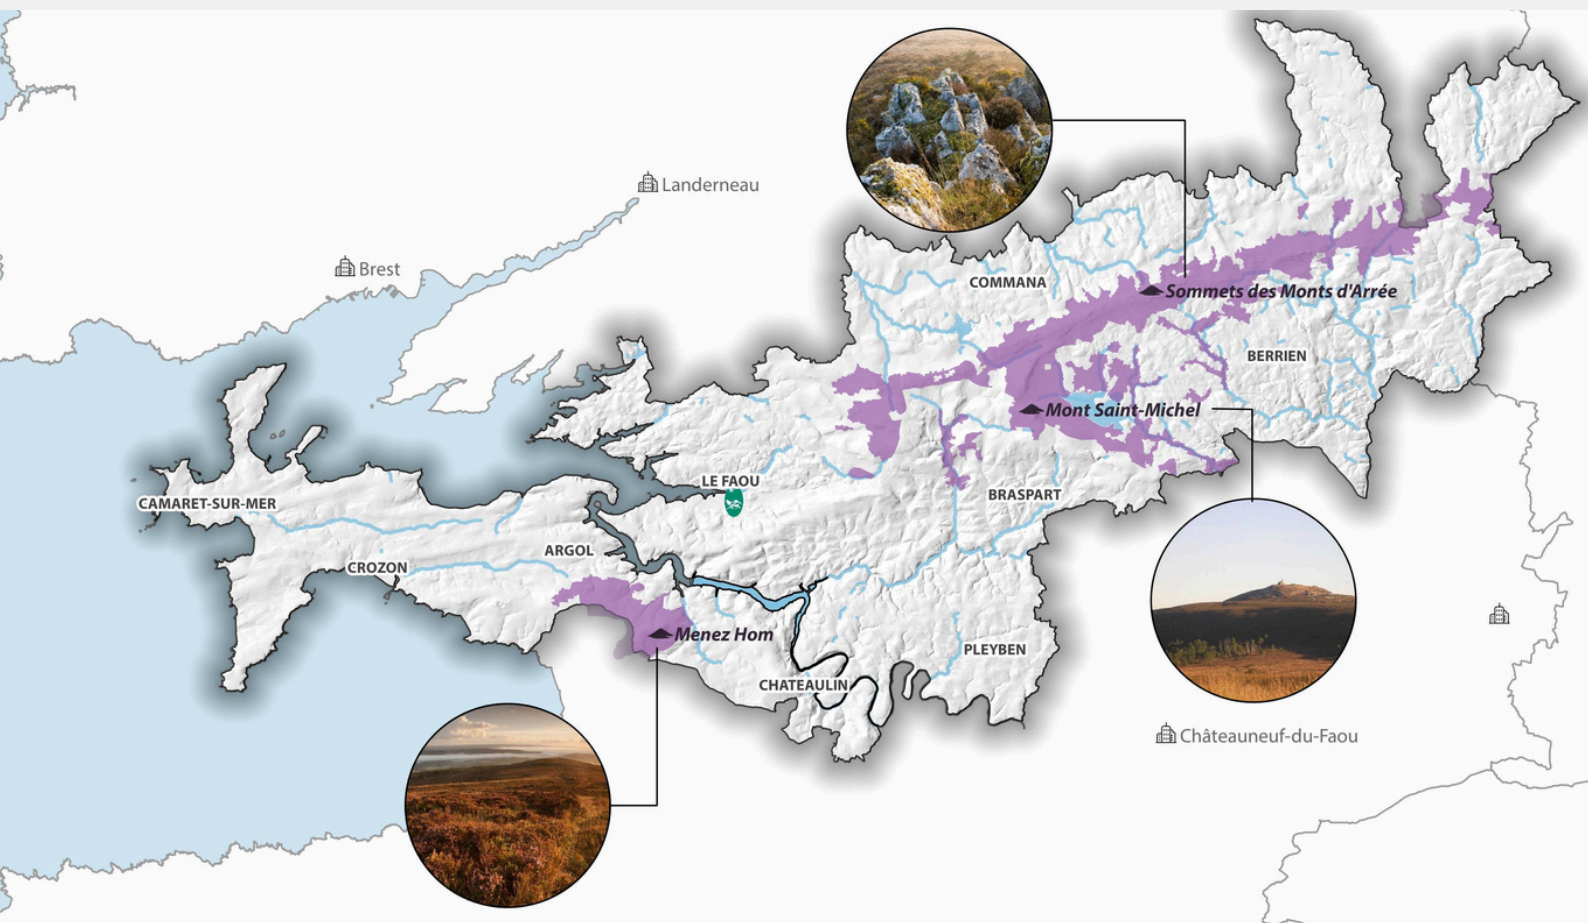 Landerneau
Brest
COMMANA
Sommets des Monts d'Arrée
BERRIEN
Mont Saint-Michel
LE FAOU
BRASPART
CAMARET-SUR-MER
ARGOL
CROZON
Menez Hom
PLEYBEN
CHATEAULIN
Châteauneuf-du-Faou